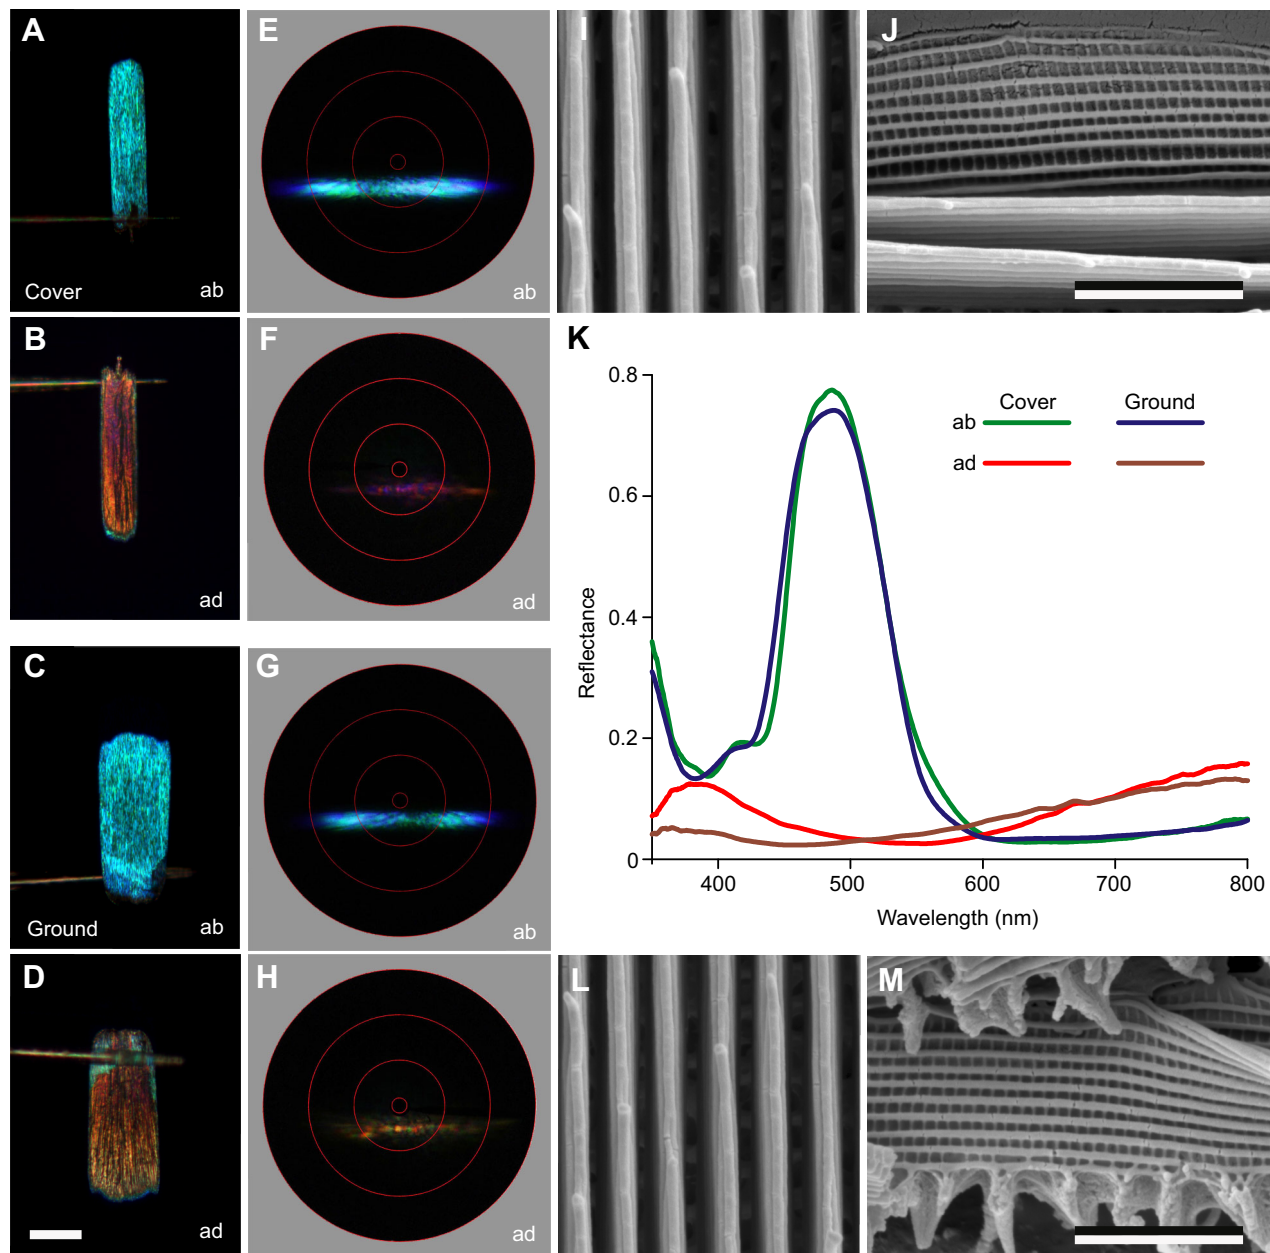 A
Cover
ab
B
ad
C
Ground
ab
D
ad
E
ab
F
ad
G
ab
H
ad
I
J
K
0.8
0.6
0.4
0.2
0
Reflectance
400
500
600
700
800
Wavelength (nm)
Cover Ground
ab
ad
L
M